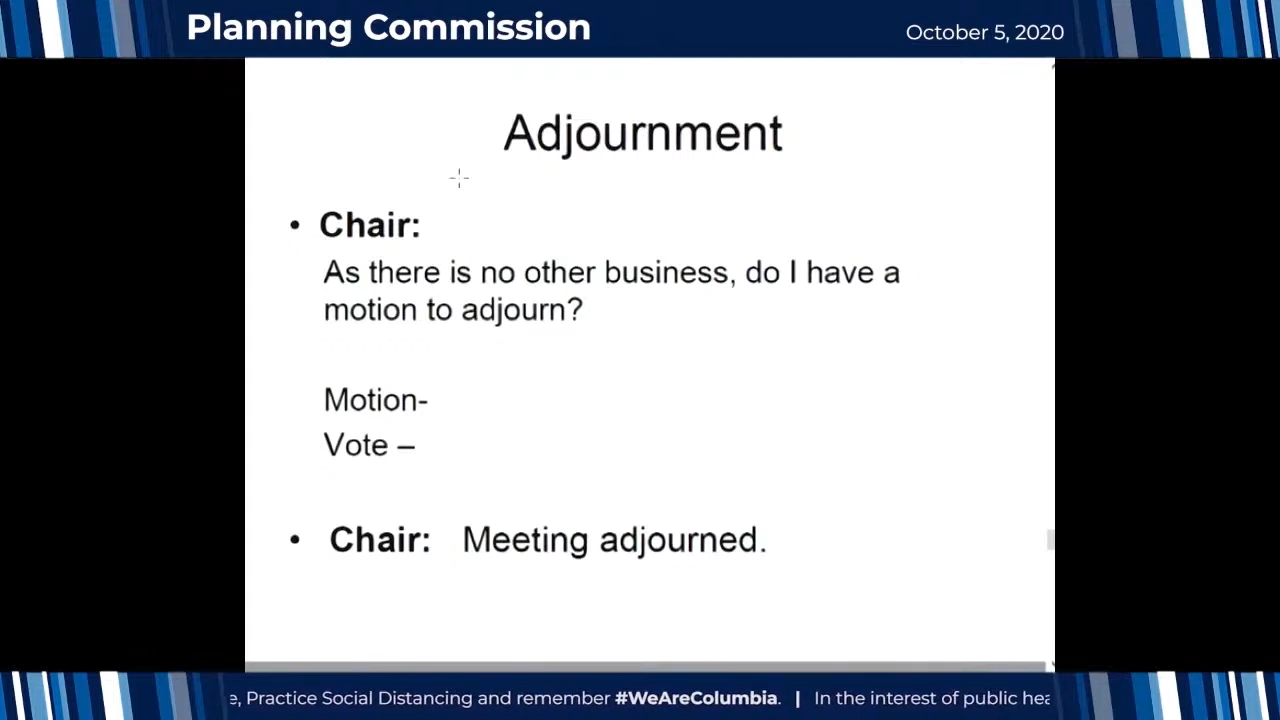 Planning Commission
October 5, 2020
Adjournment
• Chair:
As there is no other business, do I have a
motion to adjourn?
Motion-
Vote –
• Chair: Meeting adjourned.
e, Practice Social Distancing and remember #WeAreColumbia. | In the interest of public hea